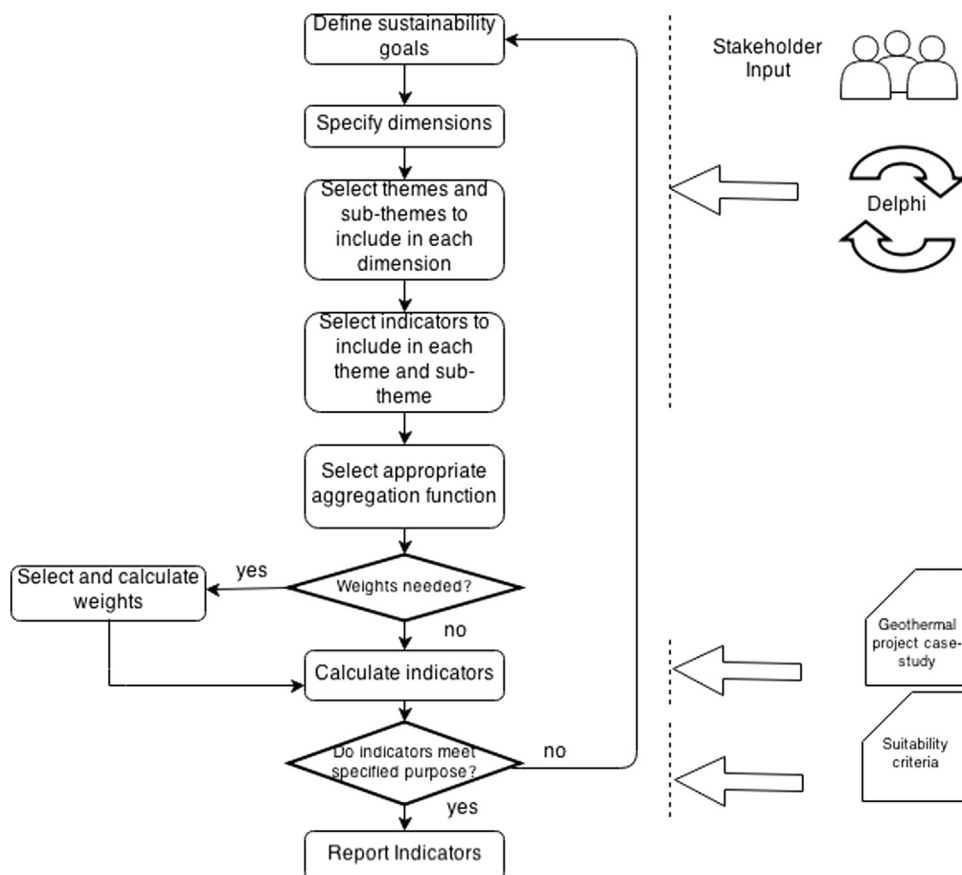 Define sustainability
goals
Stakeholder
Input
Specify dimensions
Select themes and
sub-themes to
include in each
dimension
Delphi
Select indicators to
include in each
theme and sub-
theme
Select appropriate
aggregation function
Weights needed?
yes
Select and calculate
weights
no
Calculate indicators
Geothermal
project case-
study
Do indicators meet
specified purpose?
no
Suitability
criteria
yes
Report Indicators